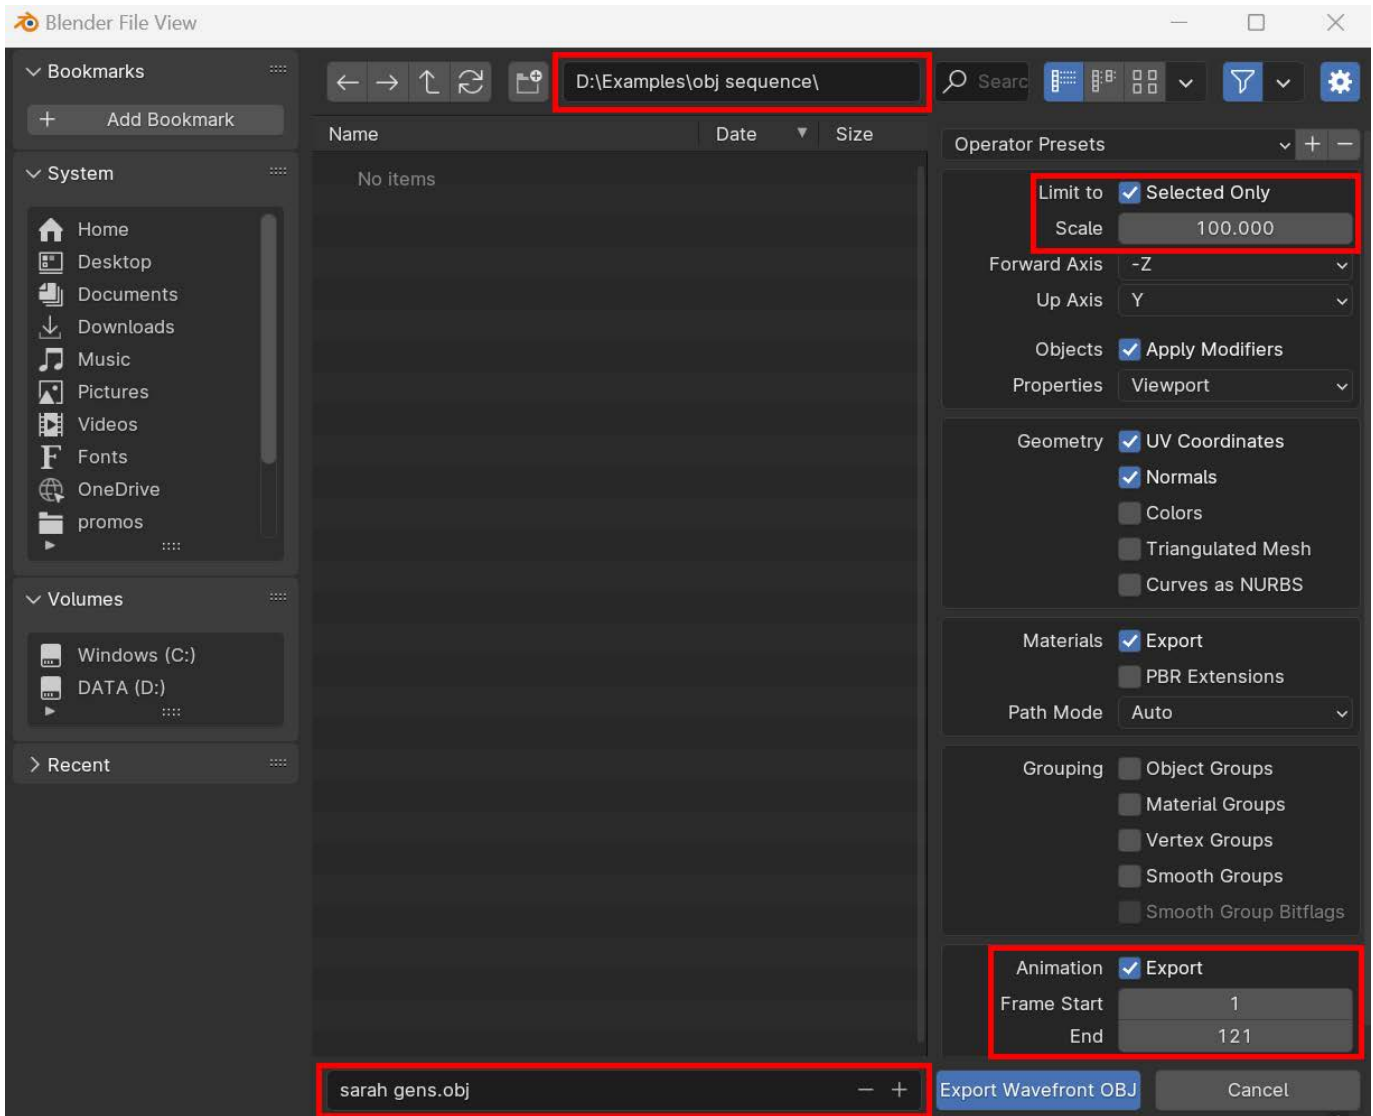 Blender File View
Bookmarks
Add Bookmark
System
Home
Desktop
Documents
Downloads
Music
Pictures
Videos
Fonts
OneDrive
promos
Volumes
Windows (C:)
DATA (D:)
Recent
D:\Examples\obj sequence\
Searc
Name Date Size
No items
Operator Presets
Limit to Selected Only
Scale 100.000
Forward Axis -Z
Up Axis Y
Objects Apply Modifiers
Properties Viewport
Geometry UV Coordinates
Normals
Colors
Triangulated Mesh
Curves as NURBS
Materials Export
PBR Extensions
Path Mode Auto
Grouping Object Groups
Material Groups
Vertex Groups
Smooth Groups
Smooth Group Bitflags
Animation Export
Frame Start 1
End 121
sarah gens.obj
Export Wavefront OBJ Cancel